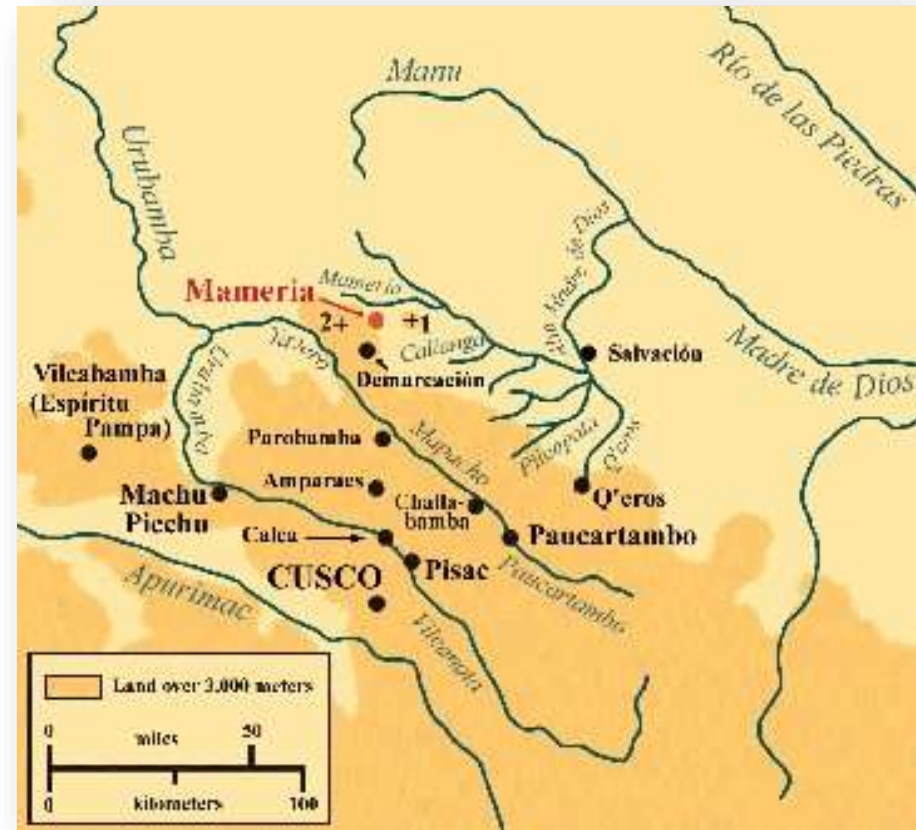 Manu
Río de las Piedras
Urubamba
Alto Madre de Dios
Mameria
Mameria
2+
+1
Callanga
Salvación
Madre de Dios
Yavero
Urubamba
Demarcación
Vilcabamba
(Espíritu
Pampa)
Parobamba
Mapacho
Q'eros
Amparaes
Machu
Picchu
Challa-
bamba
Q'eros
Calca
Paucartambo
Pisac
CUSCO
Paucartambo
Apurimac
Vilcanota
Land over 3,000 meters
0
50
miles
0
100
kilometers